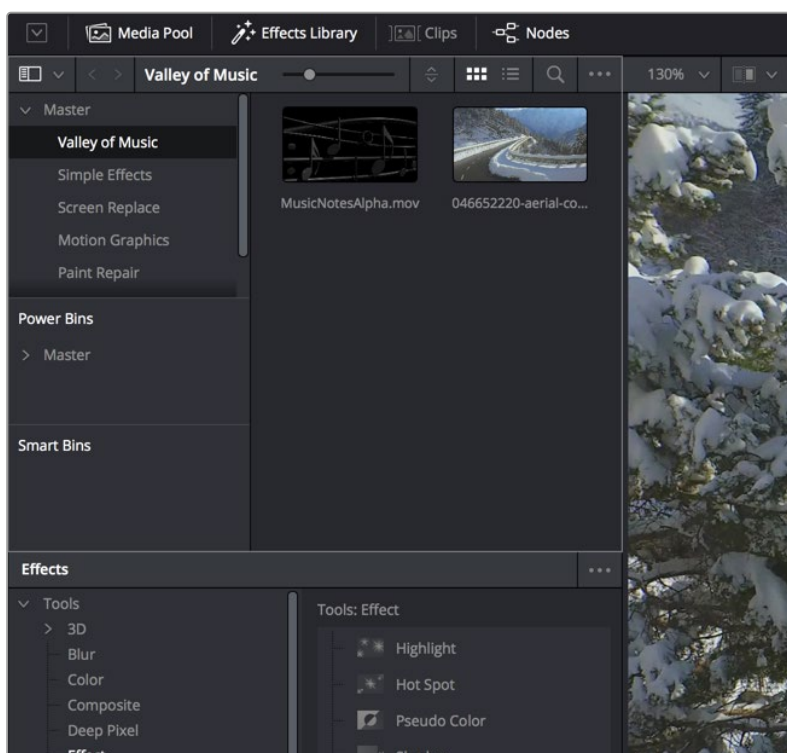 Media Pool Effects Library Clips Nodes
Valley of Music 130%
Master
Valley of Music
Simple Effects
Screen Replace
Motion Graphics
Paint Repair
MusicNotesAlpha.mov 046652220-aerial-co...
Power Bins
Master
Smart Bins
Effects
Tools
3D
Blur
Color
Composite
Deep Pixel
Effect
Tools: Effect
Highlight
Hot Spot
Pseudo Color